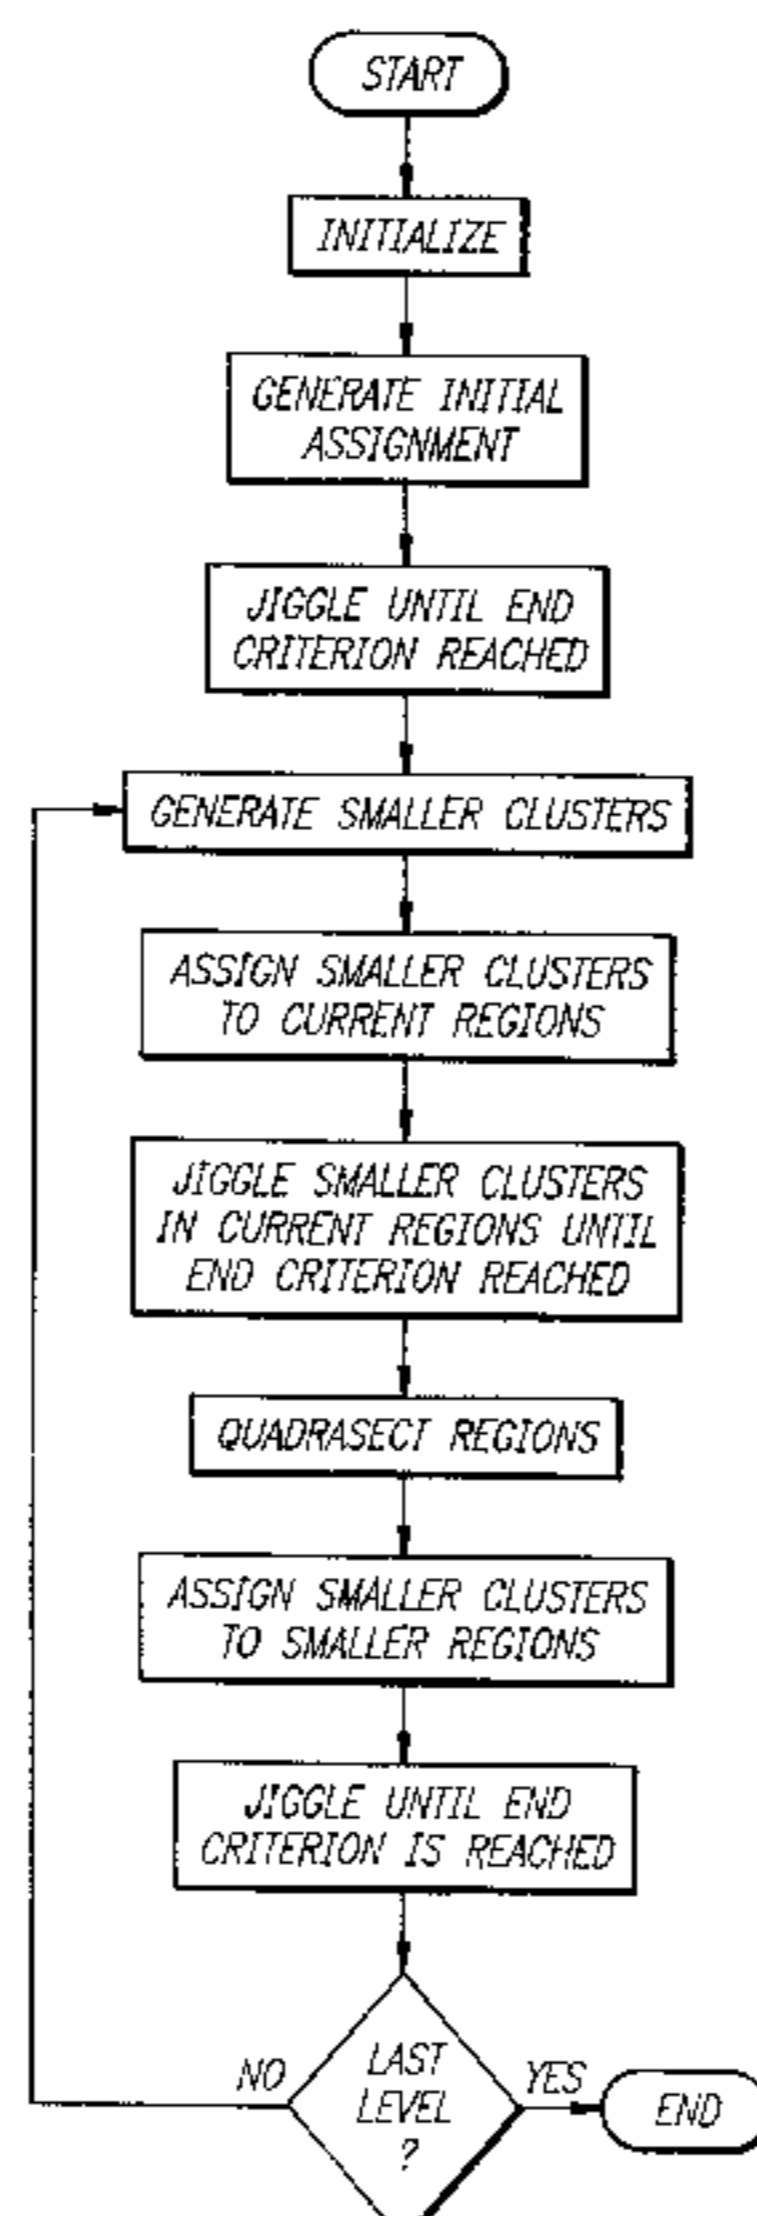 START
INITIALIZE
GENERATE INITIAL
ASSIGNMENT
JIGGLE UNTIL END
CRITERION REACHED
GENERATE SMALLER CLUSTERS
ASSIGN SMALLER CLUSTERS
TO CURRENT REGIONS
JIGGLE SMALLER CLUSTERS
IN CURRENT REGIONS UNTIL
END CRITERION REACHED
QUADRASECT REGIONS
ASSIGN SMALLER CLUSTERS
TO SMALLER REGIONS
JIGGLE UNTIL END
CRITERION IS REACHED
NO
LAST
LEVEL
?
YES
END